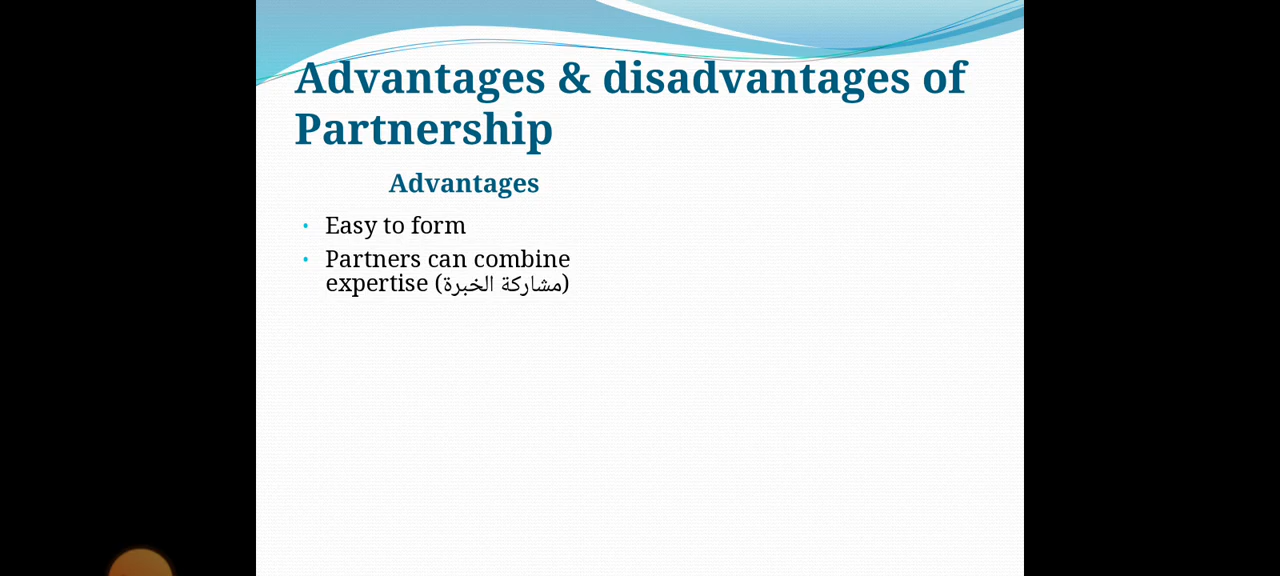 Advantages & disadvantages of
Partnership
Advantages
• Easy to form
• Partners can combine
expertise (مشاركة الخبرة)